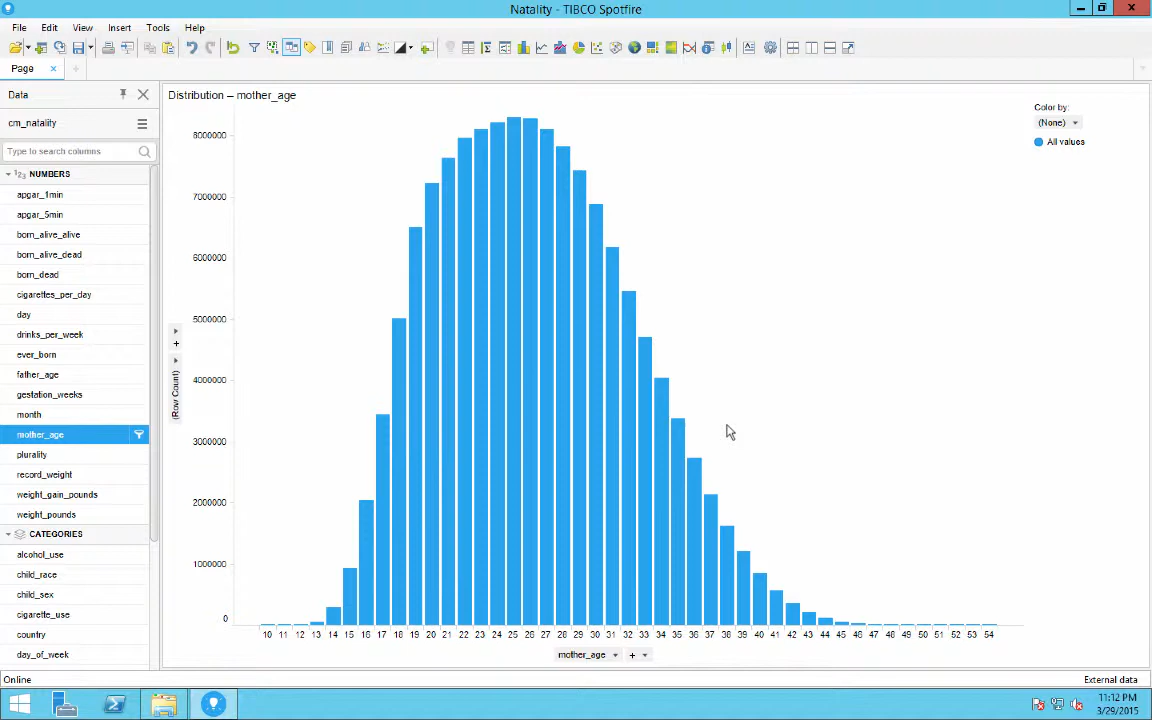 Natality - TIBCO Spotfire
File Edit View Insert Tools Help
Page
Data
cm_natality
Type to search columns
123 NUMBERS
apgar_1min
apgar_5min
born_alive_alive
born_alive_dead
born_dead
cigarettes_per_day
day
drinks_per_week
ever_born
father_age
gestation_weeks
month
mother_age
plurality
record_weight
weight_gain_pounds
weight_pounds
CATEGORIES
alcohol_use
child_race
child_sex
cigarette_use
country
day_of_week
Distribution – mother_age
8000000
7000000
6000000
5000000
4000000
3000000
2000000
1000000
0
(Row Count)
+
10 11 12 13 14 15 16 17 18 19 20 21 22 23 24 25 26 27 28 29 30 31 32 33 34 35 36 37 38 39 40 41 42 43 44 45 46 47 48 49 50 51 52 53 54
mother_age +
Color by:
(None)
All values
Online
External data
11:12 PM
3/29/2015